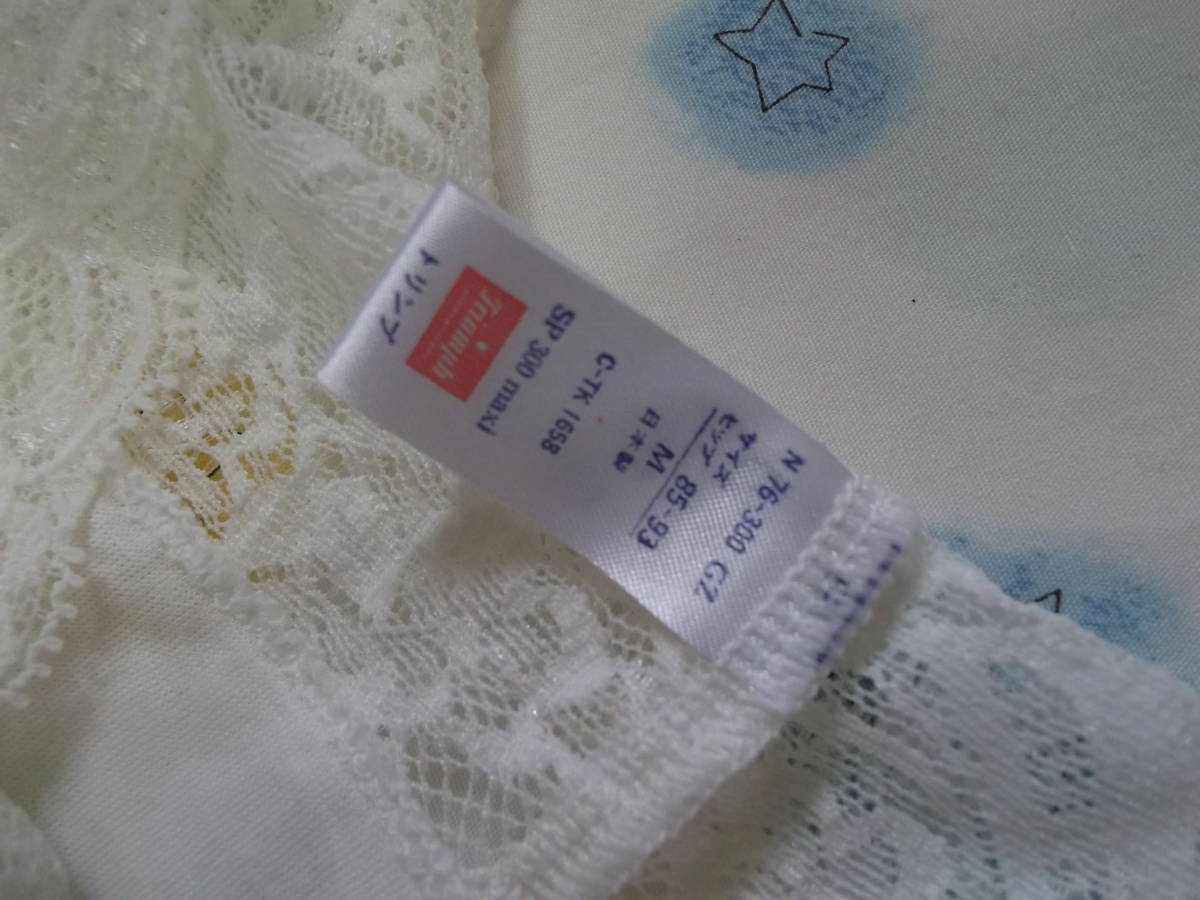 トリンプ
Triumph
SP 300 maxi
C-TK 1658
日本製
M
ヒップ 85-93
サイズ
N 76-300 GZ